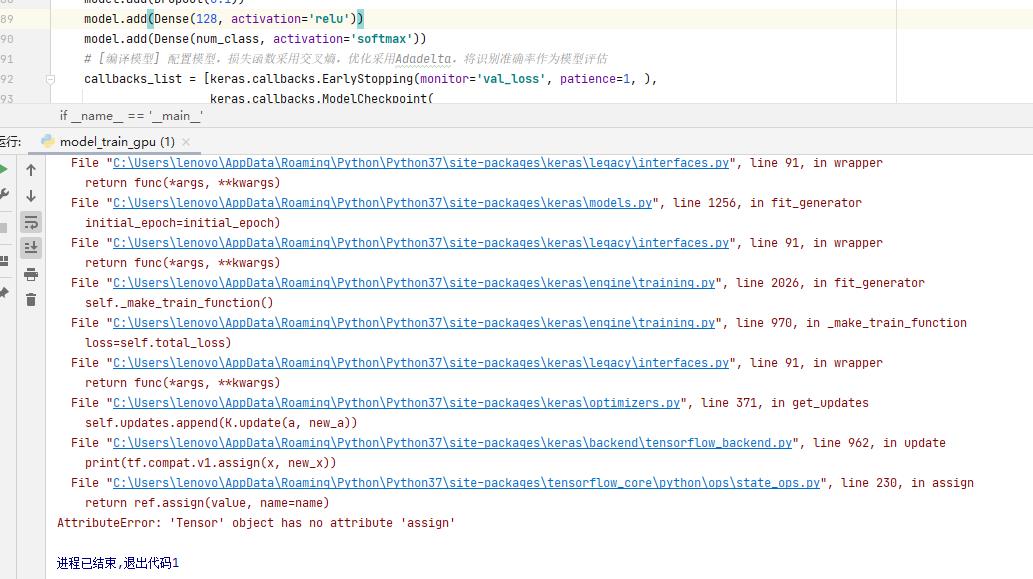 89 model.add(Dense(128, activation='relu'))
90 model.add(Dense(num_class, activation='softmax'))
91 # [编译模型] 配置模型，损失函数采用交叉熵，优化采用Adadelta，将识别准确率作为模型评估
92 callbacks_list = [keras.callbacks.EarlyStopping(monitor='val_loss', patience=1, ),
93 keras.callbacks.ModelCheckpoint(
if __name__ == '__main__'
运行: model_train_gpu (1)
File "C:\Users\lenovo\AppData\Roaming\Python\Python37\site-packages\keras\legacy\interfaces.py", line 91, in wrapper
return func(*args, **kwargs)
File "C:\Users\lenovo\AppData\Roaming\Python\Python37\site-packages\keras\models.py", line 1256, in fit_generator
initial_epoch=initial_epoch)
File "C:\Users\lenovo\AppData\Roaming\Python\Python37\site-packages\keras\legacy\interfaces.py", line 91, in wrapper
return func(*args, **kwargs)
File "C:\Users\lenovo\AppData\Roaming\Python\Python37\site-packages\keras\engine\training.py", line 2026, in fit_generator
self._make_train_function()
File "C:\Users\lenovo\AppData\Roaming\Python\Python37\site-packages\keras\engine\training.py", line 970, in _make_train_function
loss=self.total_loss)
File "C:\Users\lenovo\AppData\Roaming\Python\Python37\site-packages\keras\legacy\interfaces.py", line 91, in wrapper
return func(*args, **kwargs)
File "C:\Users\lenovo\AppData\Roaming\Python\Python37\site-packages\keras\optimizers.py", line 371, in get_updates
self.updates.append(K.update(a, new_a))
File "C:\Users\lenovo\AppData\Roaming\Python\Python37\site-packages\keras\backend\tensorflow_backend.py", line 962, in update
print(tf.compat.v1.assign(x, new_x))
File "C:\Users\lenovo\AppData\Roaming\Python\Python37\site-packages\tensorflow_core\python\ops\state_ops.py", line 230, in assign
return ref.assign(value, name=name)
AttributeError: 'Tensor' object has no attribute 'assign'
进程已结束,退出代码1